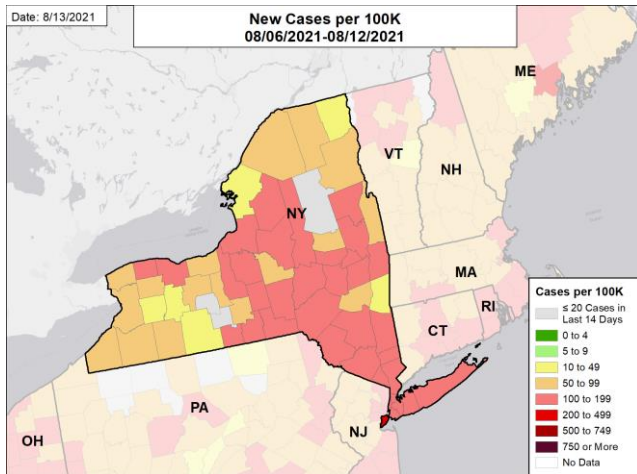 Date: 8/13/2021
New Cases per 100K
08/06/2021-08/12/2021
ME
VT
NH
NY
MA
CT
RI
PA
NJ
OH
Cases per 100K
≤ 20 Cases in
Last 14 Days
0 to 4
5 to 9
10 to 49
50 to 99
100 to 199
200 to 499
500 to 749
750 or More
No Data